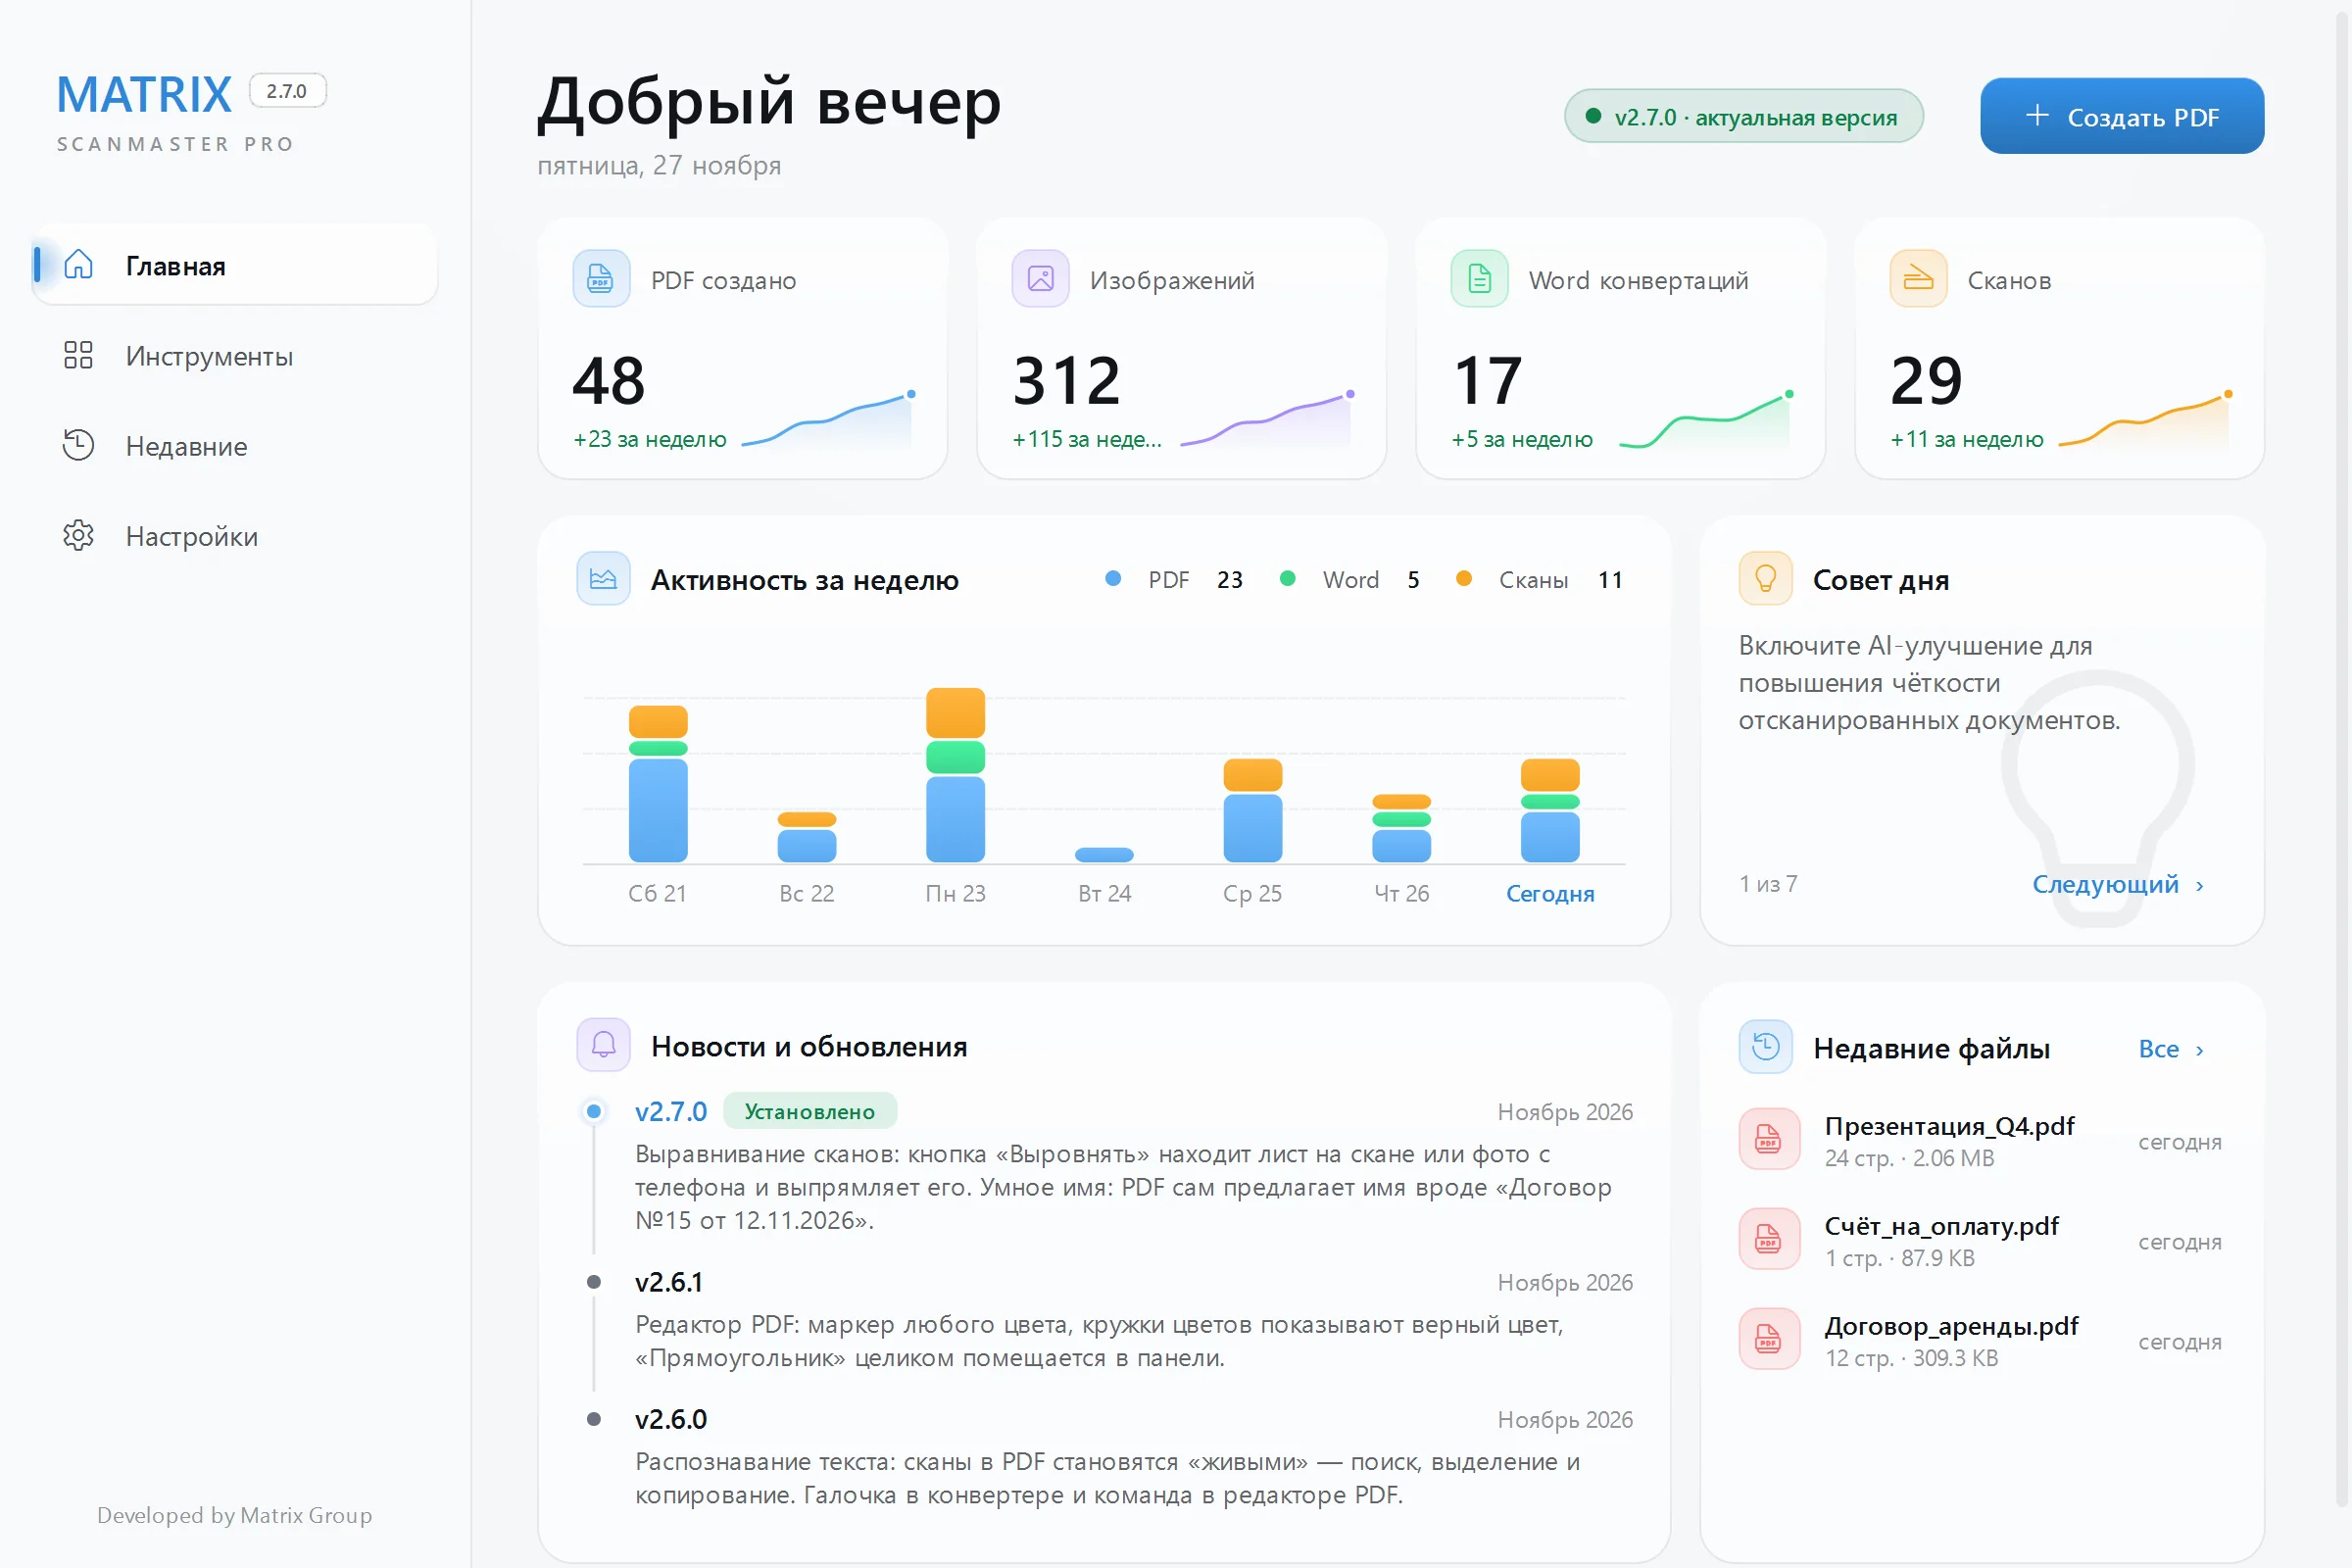 MATRIX 2.7.0
SCANMASTER PRO
Главная
Инструменты
Недавние
Настройки
Developed by Matrix Group
Добрый вечер
пятница, 27 ноября
v2.7.0 · актуальная версия
Создать PDF
PDF создано
48
+23 за неделю
Изображений
312
+115 за неде...
Word конвертаций
17
+5 за неделю
Сканов
29
+11 за неделю
Активность за неделю
PDF 23 Word 5 Сканы 11
Сб 21 Вс 22 Пн 23 Вт 24 Ср 25 Чт 26 Сегодня
Совет дня
Включите AI-улучшение для
повышения чёткости
отсканированных документов.
1 из 7 Следующий ›
Новости и обновления
v2.7.0 Установлено Ноябрь 2026
Выравнивание сканов: кнопка «Выровнять» находит лист на скане или фото с
телефона и выпрямляет его. Умное имя: PDF сам предлагает имя вроде «Договор
№15 от 12.11.2026».
v2.6.1 Ноябрь 2026
Редактор PDF: маркер любого цвета, кружки цветов показывают верный цвет,
«Прямоугольник» целиком помещается в панели.
v2.6.0 Ноябрь 2026
Распознавание текста: сканы в PDF становятся «живыми» — поиск, выделение и
копирование. Галочка в конвертере и команда в редакторе PDF.
Недавние файлы Все ›
Презентация_Q4.pdf
24 стр. · 2.06 MB
сегодня
Счёт_на_оплату.pdf
1 стр. · 87.9 KB
сегодня
Договор_аренды.pdf
12 стр. · 309.3 KB
сегодня